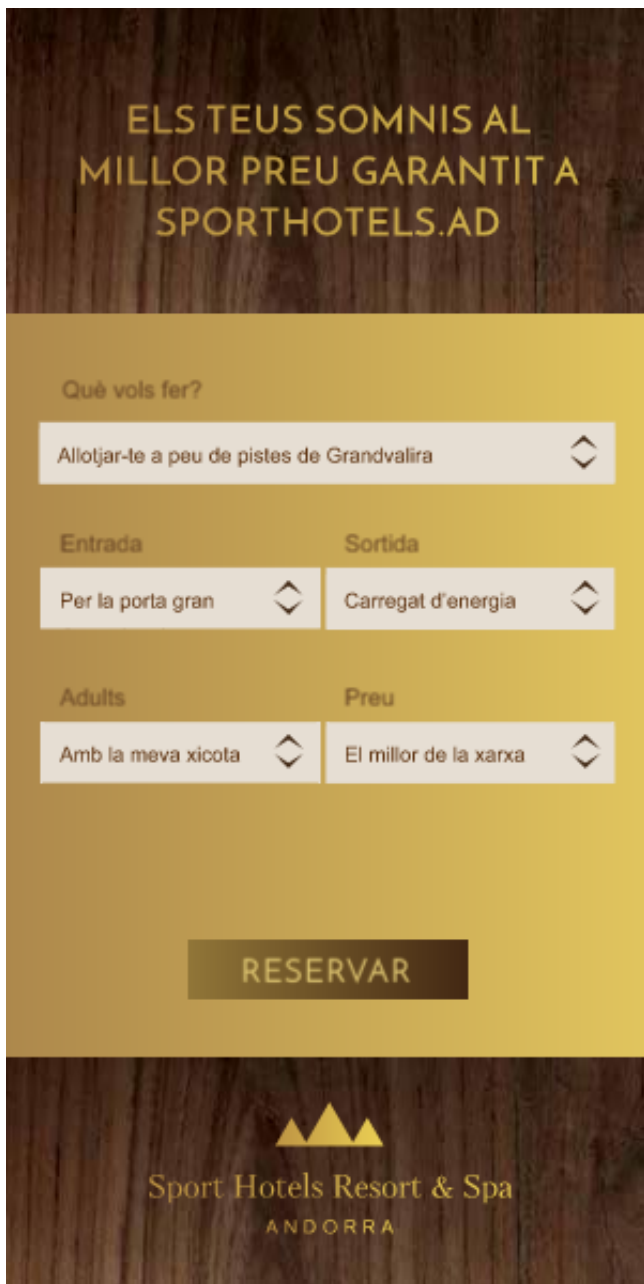 ELS TEUS SOMNIS AL
MILLOR PREU GARANTIT A
SPORTHOTELS.AD
Què vols fer?
Allotjar-te a peu de pistes de Grandvalira
Entrada
Sortida
Per la porta gran
Carregat d'energia
Adults
Preu
Amb la meva xicota
El millor de la xarxa
RESERVAR
Sport Hotels Resort & Spa
ANDORRA